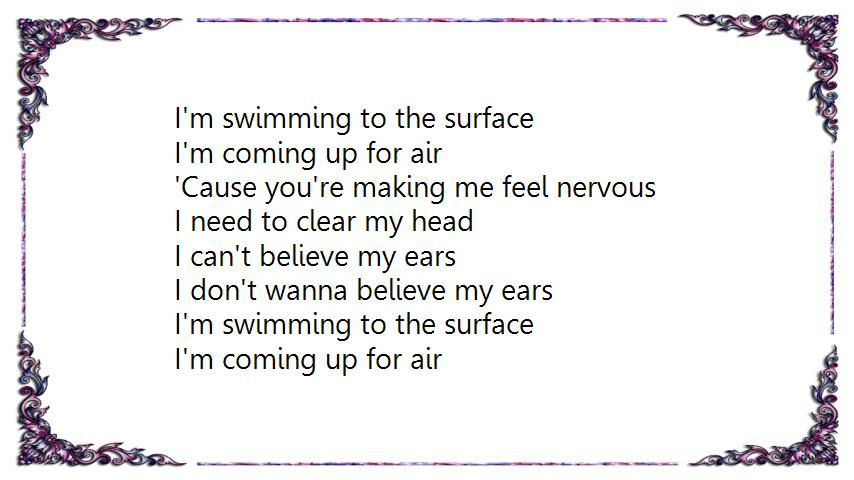 I'm swimming to the surface
I'm coming up for air
'Cause you're making me feel nervous
I need to clear my head
I can't believe my ears
I don't wanna believe my ears
I'm swimming to the surface
I'm coming up for air